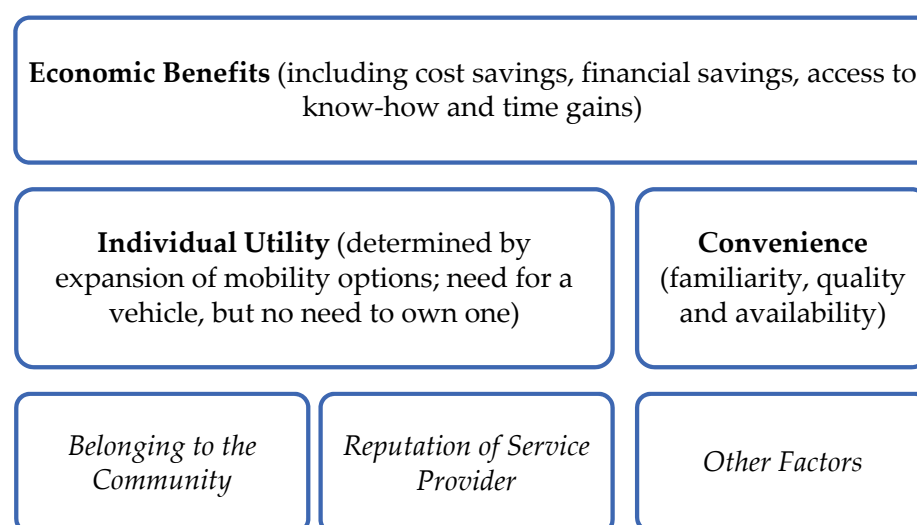 Economic Benefits (including cost savings, financial savings, access to
know-how and time gains)
Individual Utility (determined by
expansion of mobility options; need for a
vehicle, but no need to own one)
Convenience
(familiarity, quality
and availability)
Belonging to the
Community
Reputation of Service
Provider
Other Factors